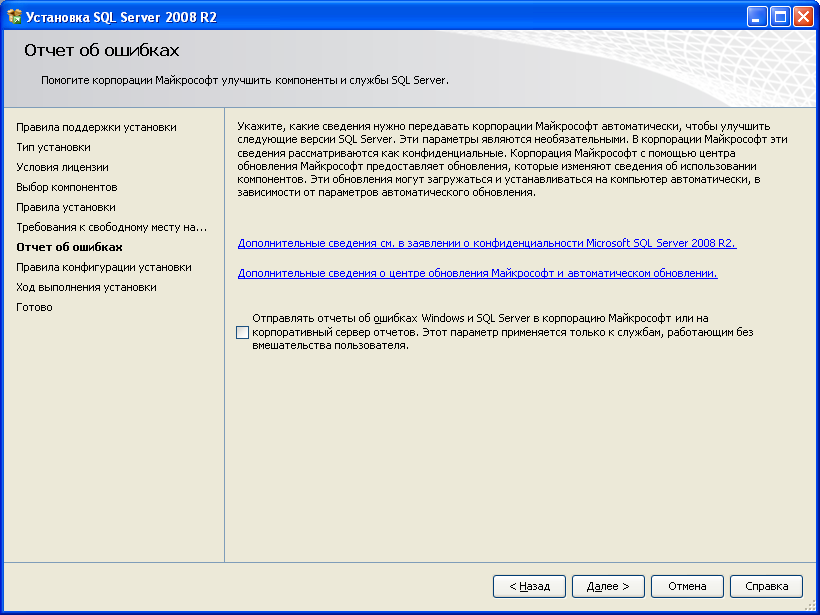 Установка SQL Server 2008 R2
Отчет об ошибках
Помогите корпорации Майкрософт улучшить компоненты и службы SQL Server.
Правила поддержки установки
Тип установки
Условия лицензии
Выбор компонентов
Правила установки
Требования к свободному месту на...
Отчет об ошибках
Правила конфигурации установки
Ход выполнения установки
Готово
Укажите, какие сведения нужно передавать корпорации Майкрософт автоматически, чтобы улучшить
следующие версии SQL Server. Эти параметры являются необязательными. В корпорации Майкрософт эти
сведения рассматриваются как конфиденциальные. Корпорация Майкрософт с помощью центра
обновления Майкрософт предоставляет обновления, которые изменяют сведения об использовании
компонентов. Эти обновления могут загружаться и устанавливаться на компьютер автоматически, в
зависимости от параметров автоматического обновления.
Дополнительные сведения см. в заявлении о конфиденциальности Microsoft SQL Server 2008 R2.
Дополнительные сведения о центре обновления Майкрософт и автоматическом обновлении.
Отправлять отчеты об ошибках Windows и SQL Server в корпорацию Майкрософт или на
корпоративный сервер отчетов. Этот параметр применяется только к службам, работающим без
вмешательства пользователя.
< Назад
Далее >
Отмена
Справка